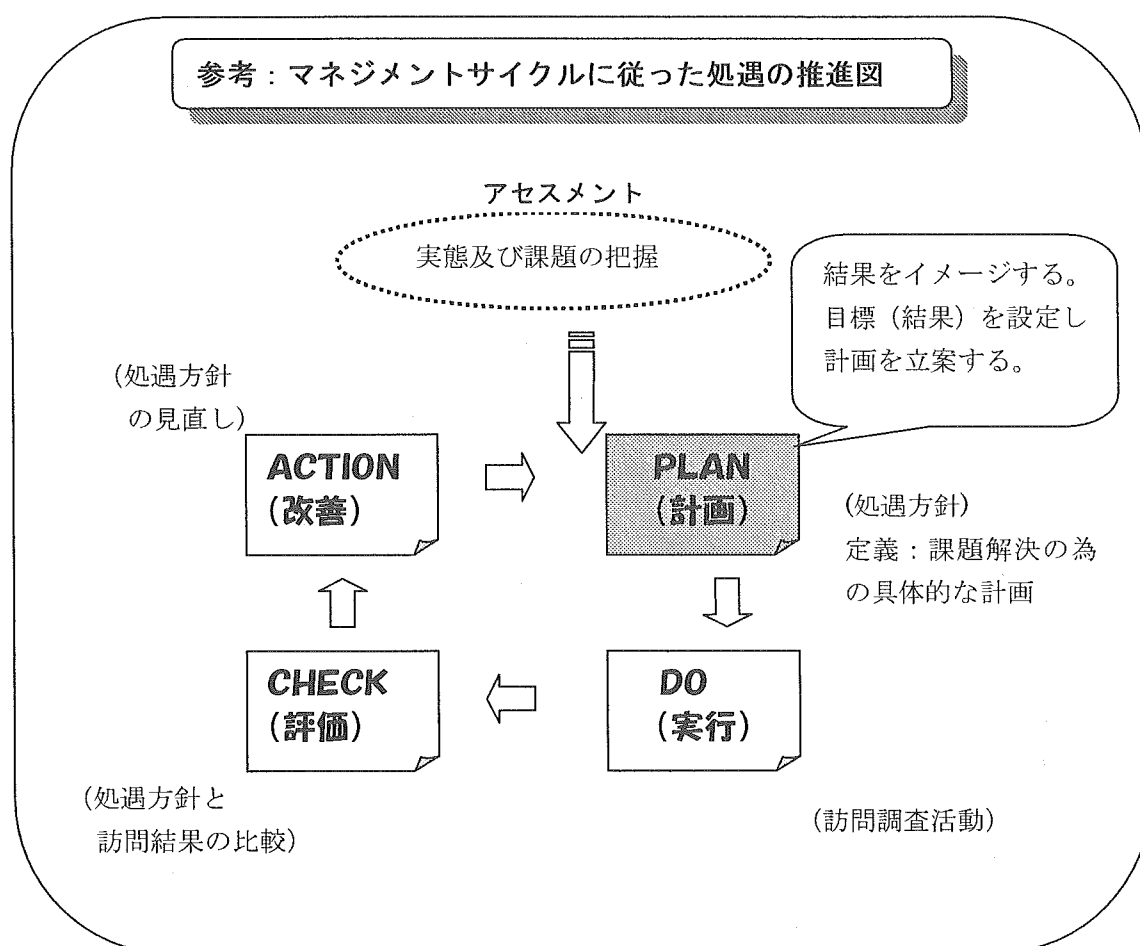 参考：マネジメントサイクルに従った処遇の推進図
アセスメント
実態及び課題の把握
結果をイメージする。
目標（結果）を設定し
計画を立案する。
(処遇方針
の見直し)
ACTION
(改善)
PLAN
(計画)
(処遇方針)
定義：課題解決の為
の具体的な計画
CHECK
(評価)
DO
(実行)
(処遇方針と
訪問結果の比較)
(訪問調査活動)